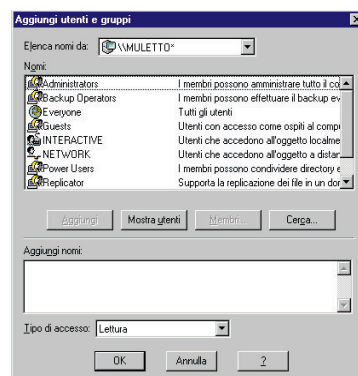 Aggiungi utenti e gruppi
Elenca nomi da: \\MULETTO*
Nomi:
Administrators I membri possono amministrare tutto il co
Backup Operators I membri possono effettuare il backup ev
Everyone Tutti gli utenti
Guests Utenti con accesso come ospiti al compu
INTERACTIVE Utenti che accedono all'oggetto localme
NETWORK Utenti che accedono all'oggetto a distan
Power Users I membri possono condividere directory e
Replicator Supporta la replicazione dei file in un dor
Aggiungi Mostra utenti Membri... Cerca...
Aggiungi nomi:
Tipo di accesso: Lettura
OK Annulla ?